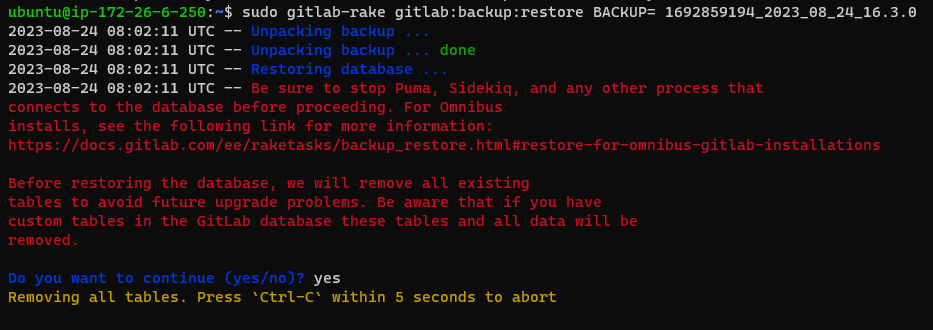 ubuntu@ip-172-26-6-250:~$ sudo gitlab-rake gitlab:backup:restore BACKUP= 1692859194_2023_08_24_16.3.0
2023-08-24 08:02:11 UTC -- Unpacking backup ...
2023-08-24 08:02:11 UTC -- Unpacking backup ... done
2023-08-24 08:02:11 UTC -- Restoring database ...
2023-08-24 08:02:11 UTC -- Be sure to stop Puma, Sidekiq, and any other process that
connects to the database before proceeding. For Omnibus
installs, see the following link for more information:
https://docs.gitlab.com/ee/raketasks/backup_restore.html#restore-for-omnibus-gitlab-installations
Before restoring the database, we will remove all existing
tables to avoid future upgrade problems. Be aware that if you have
custom tables in the GitLab database these tables and all data will be
removed.
Do you want to continue (yes/no)? yes
Removing all tables. Press `Ctrl-C` within 5 seconds to abort